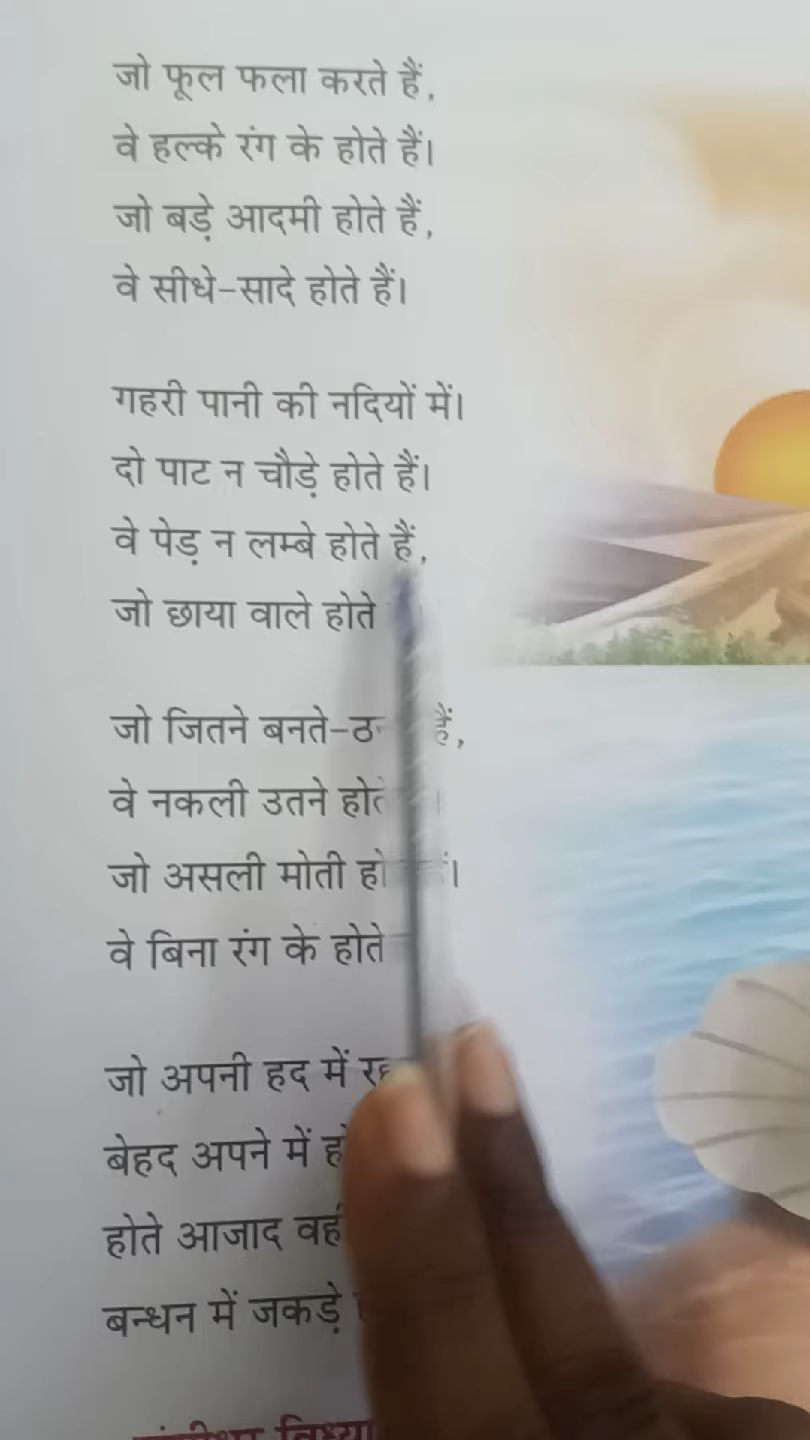 जो फूल फला करते हैं,
वे हल्के रंग के होते हैं।
जो बड़े आदमी होते हैं,
वे सीधे-सादे होते हैं।
गहरी पानी की नदियों में।
दो पाट न चौड़े होते हैं।
वे पेड़ न लम्बे होते हैं,
जो छाया वाले होते
जो जितने बनते-ठ हैं,
वे नकली उतने
जो असली मोती
वे बिना रंग के होते
जो अपनी हद में
बेहद अपने में
होते आजाद
बन्धन में जकड़े